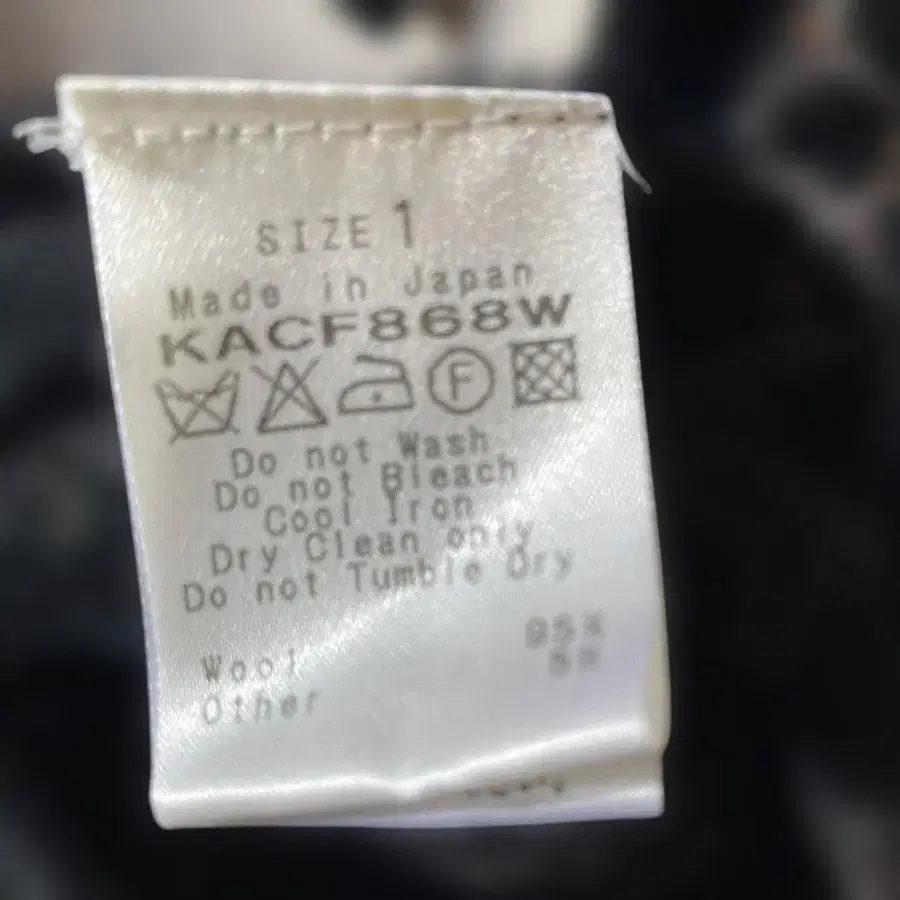 SIZE 1
Made in Japan
KACF868W
F
Do not Wash
Do not Bleach
Cool Iron
Dry Clean only
Do not Tumble Dry
Wool 95%
Other 5%